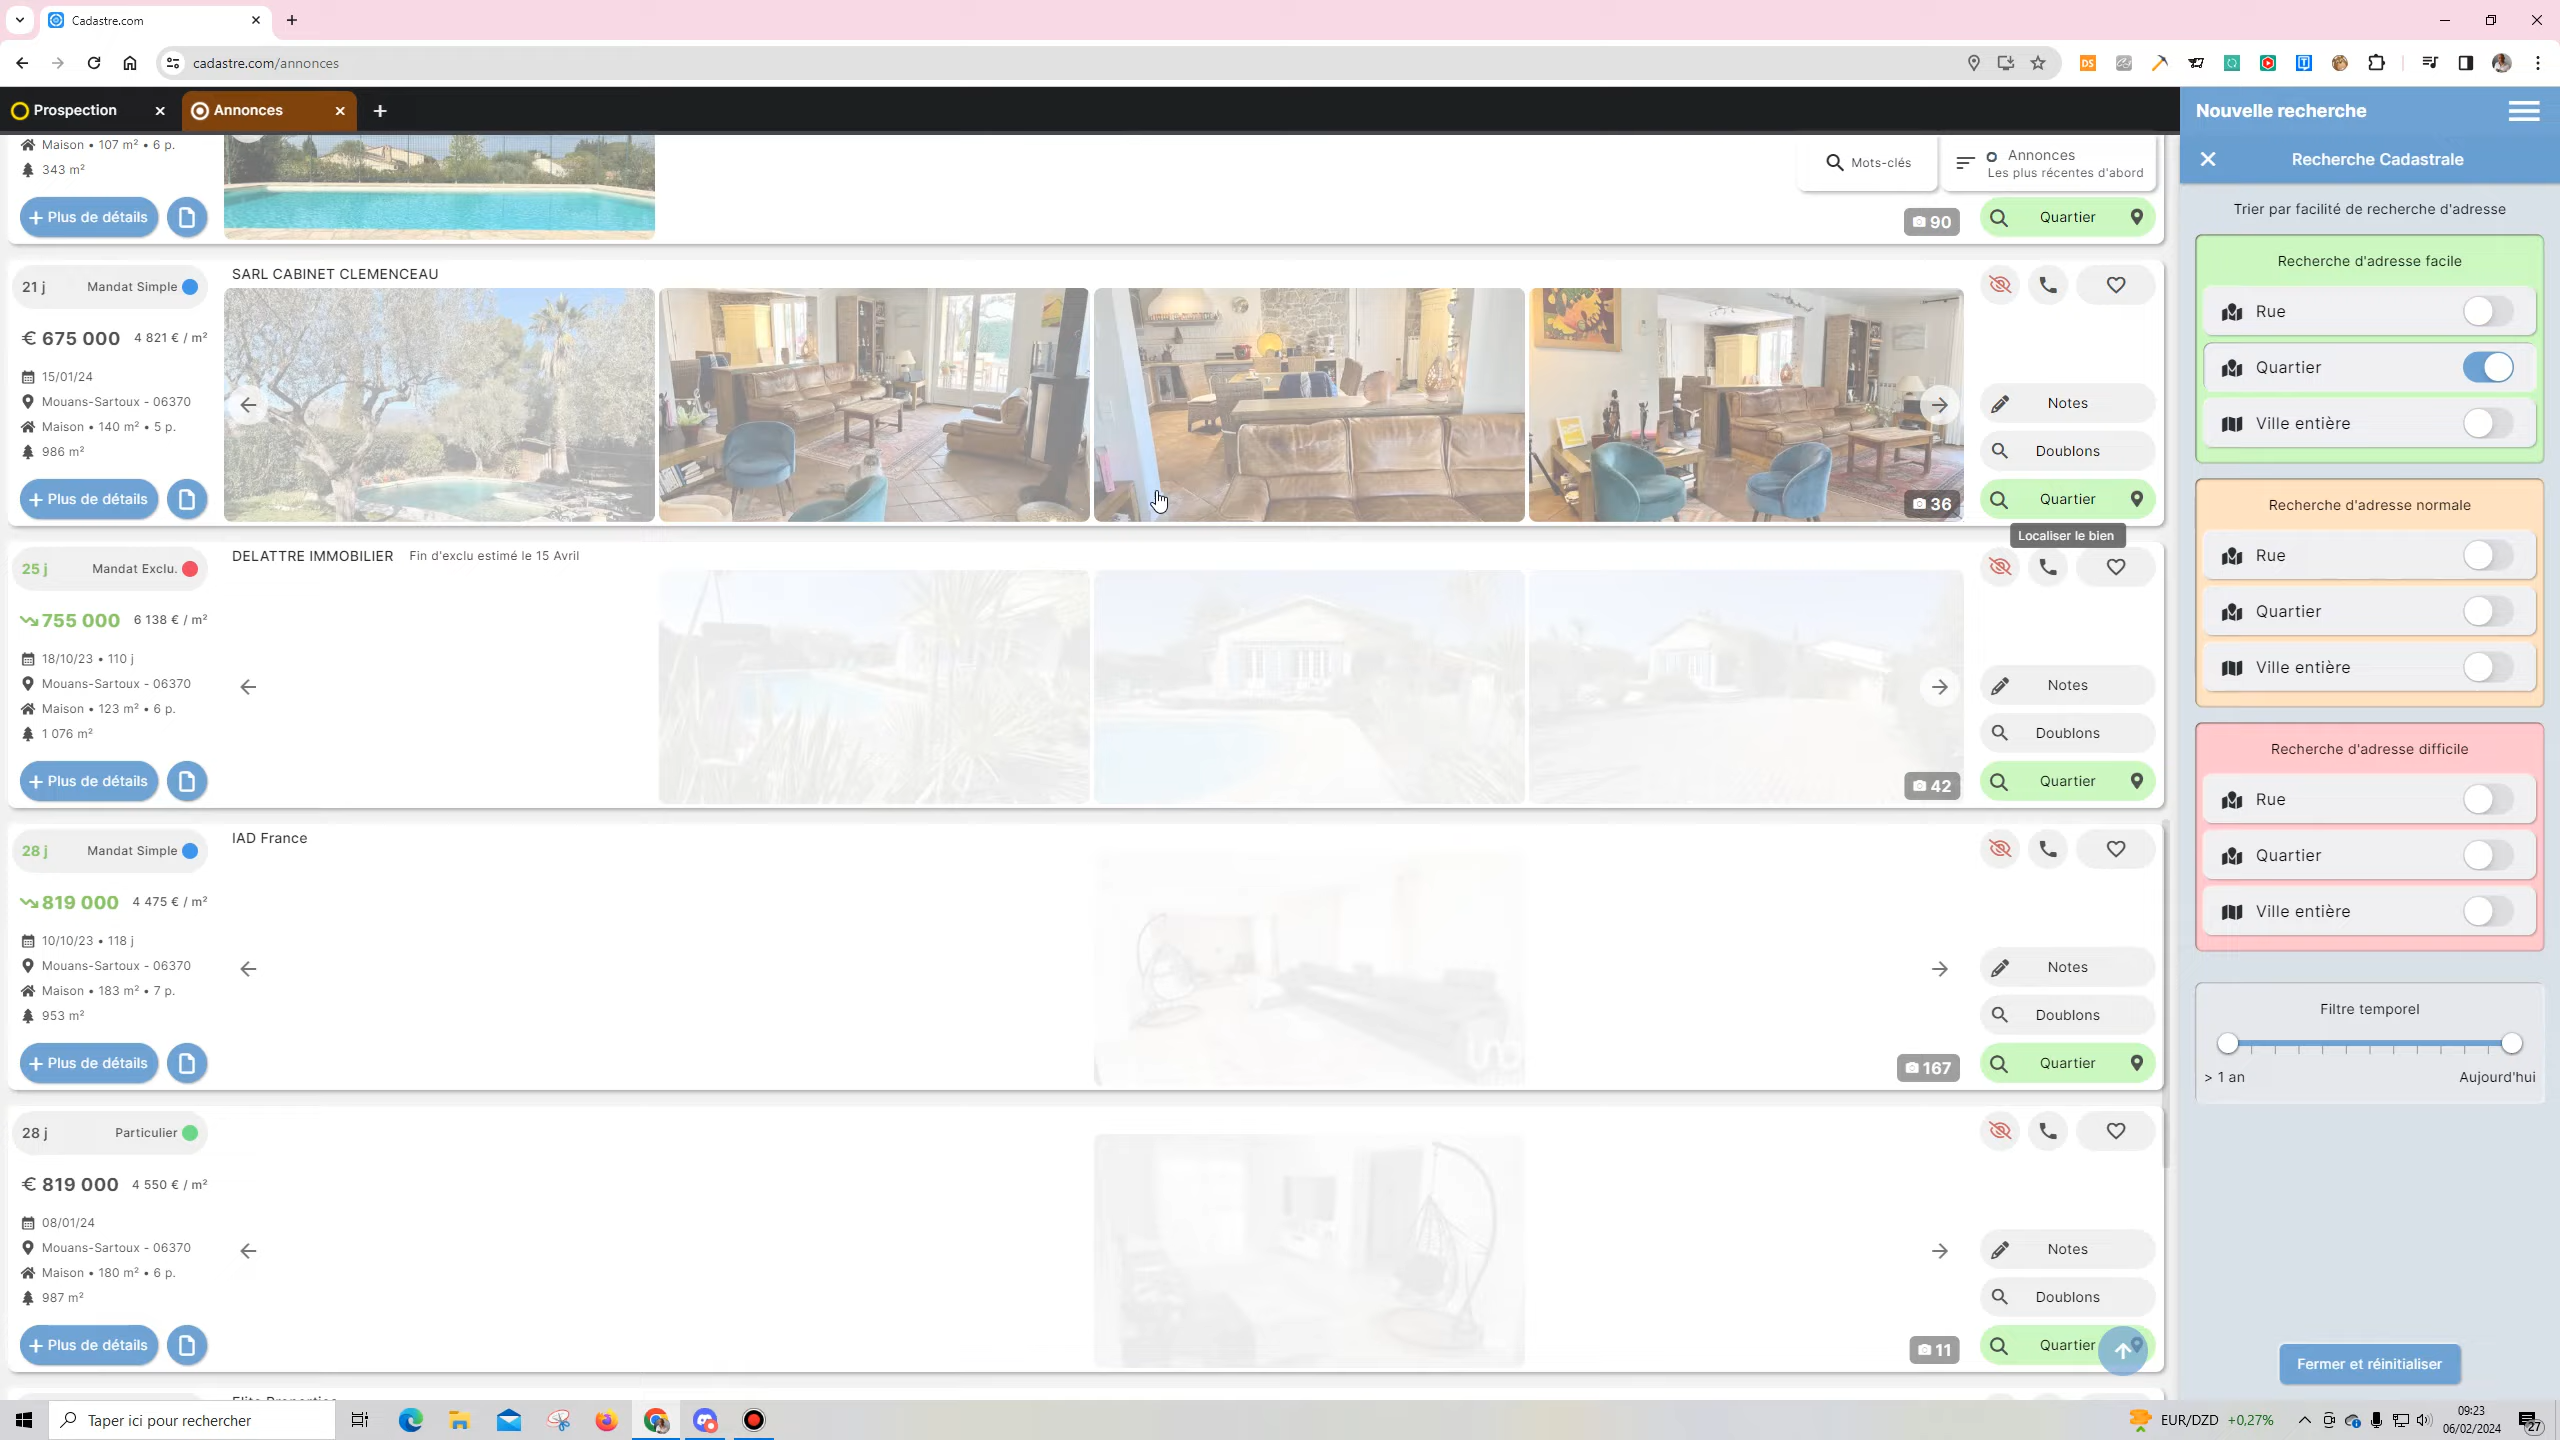 Cadastre.com
cadastre.com/annonces
Prospection
Annonces
Nouvelle recherche
Maison • 107 m² • 6 p.
343 m²
Plus de détails
90
Mots-clés
Annonces
Les plus récentes d'abord
Quartier
21 j Mandat Simple
SARL CABINET CLEMENCEAU
€ 675 000 4 821 € / m²
15/01/24
Mouans-Sartoux - 06370
Maison • 140 m² • 5 p.
986 m²
Plus de détails
36
Notes
Doublons
Quartier
Localiser le bien
25 j Mandat Exclu.
DELATTRE IMMOBILIER Fin d'exclu estimé le 15 Avril
755 000 6 138 € / m²
18/10/23 • 110 j
Mouans-Sartoux - 06370
Maison • 123 m² • 6 p.
1 076 m²
Plus de détails
42
Notes
Doublons
Quartier
28 j Mandat Simple
IAD France
819 000 4 475 € / m²
10/10/23 • 118 j
Mouans-Sartoux - 06370
Maison • 183 m² • 7 p.
953 m²
Plus de détails
167
Notes
Doublons
Quartier
28 j Particulier
€ 819 000 4 550 € / m²
08/01/24
Mouans-Sartoux - 06370
Maison • 180 m² • 6 p.
987 m²
Plus de détails
11
Notes
Doublons
Quartier
Recherche Cadastrale
Trier par facilité de recherche d'adresse
Recherche d'adresse facile
Rue
Quartier
Ville entière
Recherche d'adresse normale
Rue
Quartier
Ville entière
Recherche d'adresse difficile
Rue
Quartier
Ville entière
Filtre temporel
> 1 an Aujourd'hui
Fermer et réinitialiser
Taper ici pour rechercher
EUR/DZD +0,27%
09:23
06/02/2024
27